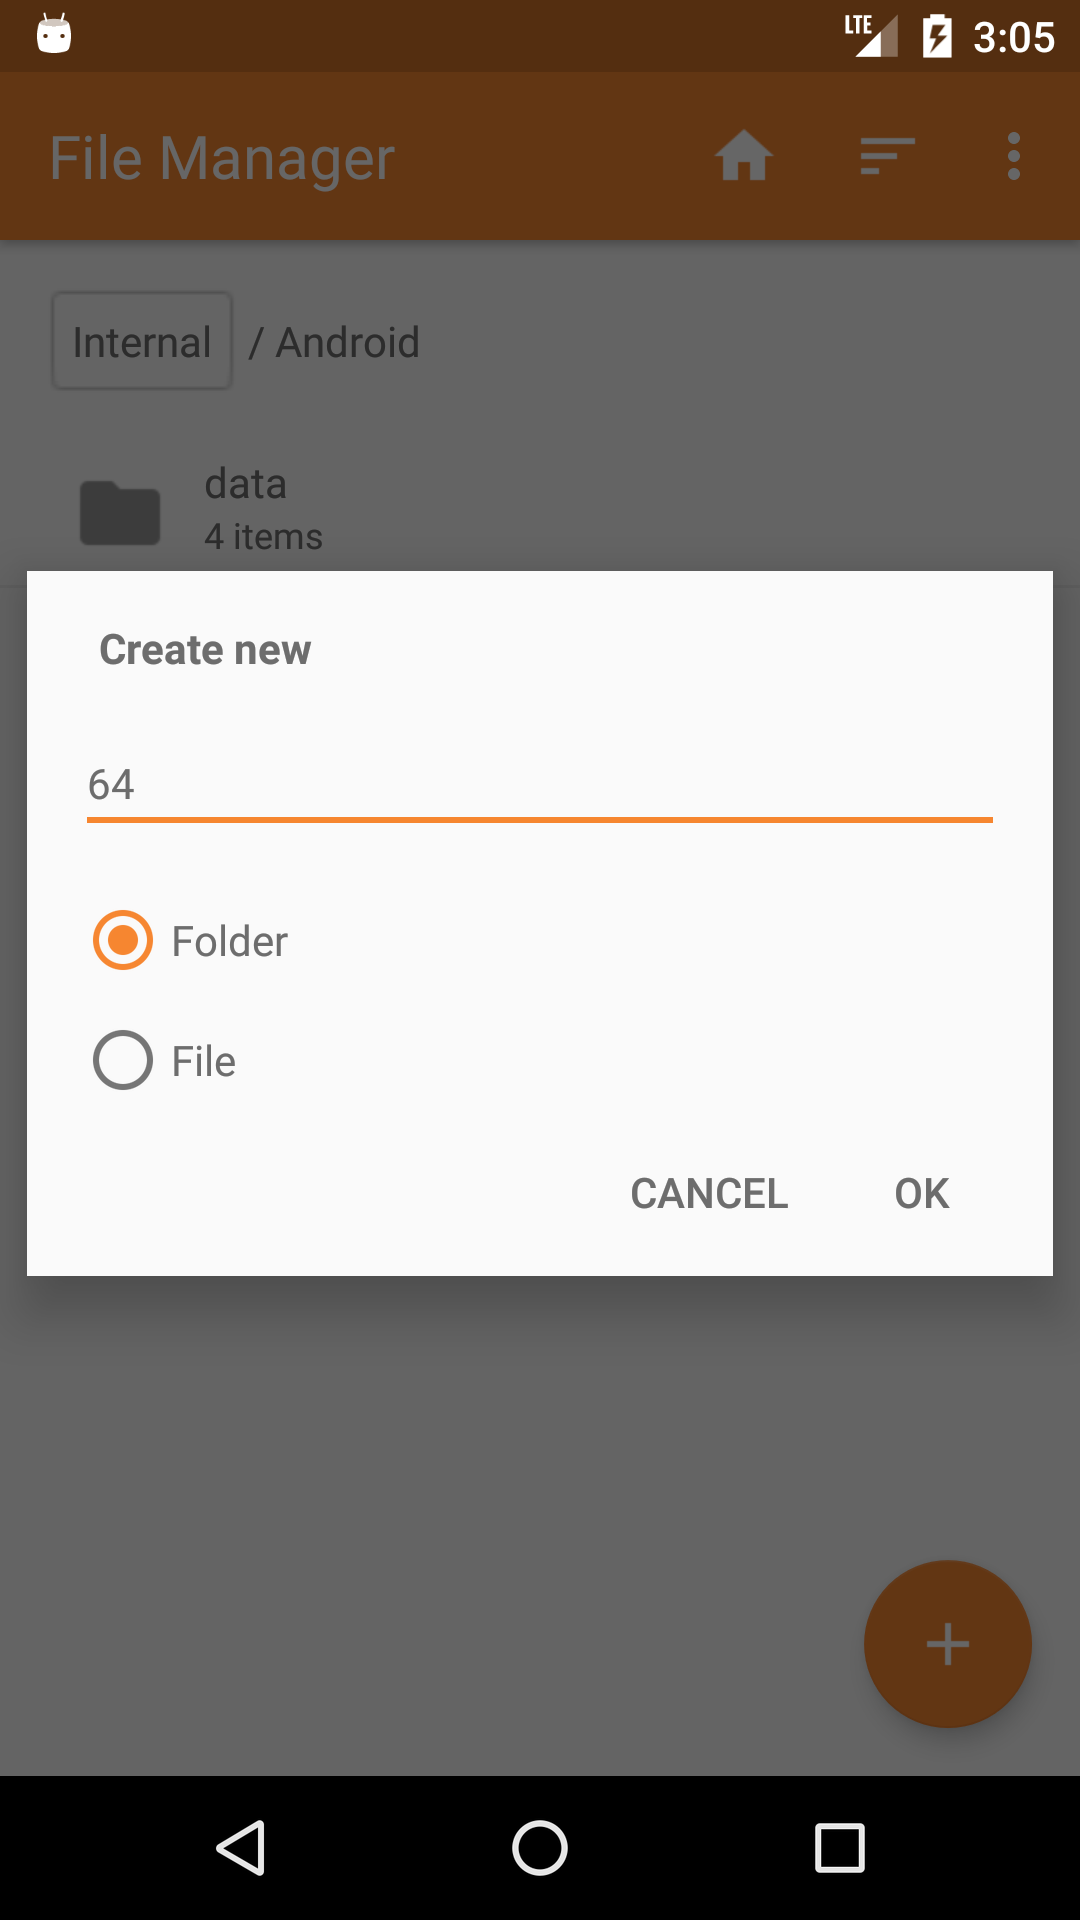 LTE 3:05
File Manager
Internal / Android
data
4 items
Create new
64
Folder
File
CANCEL OK